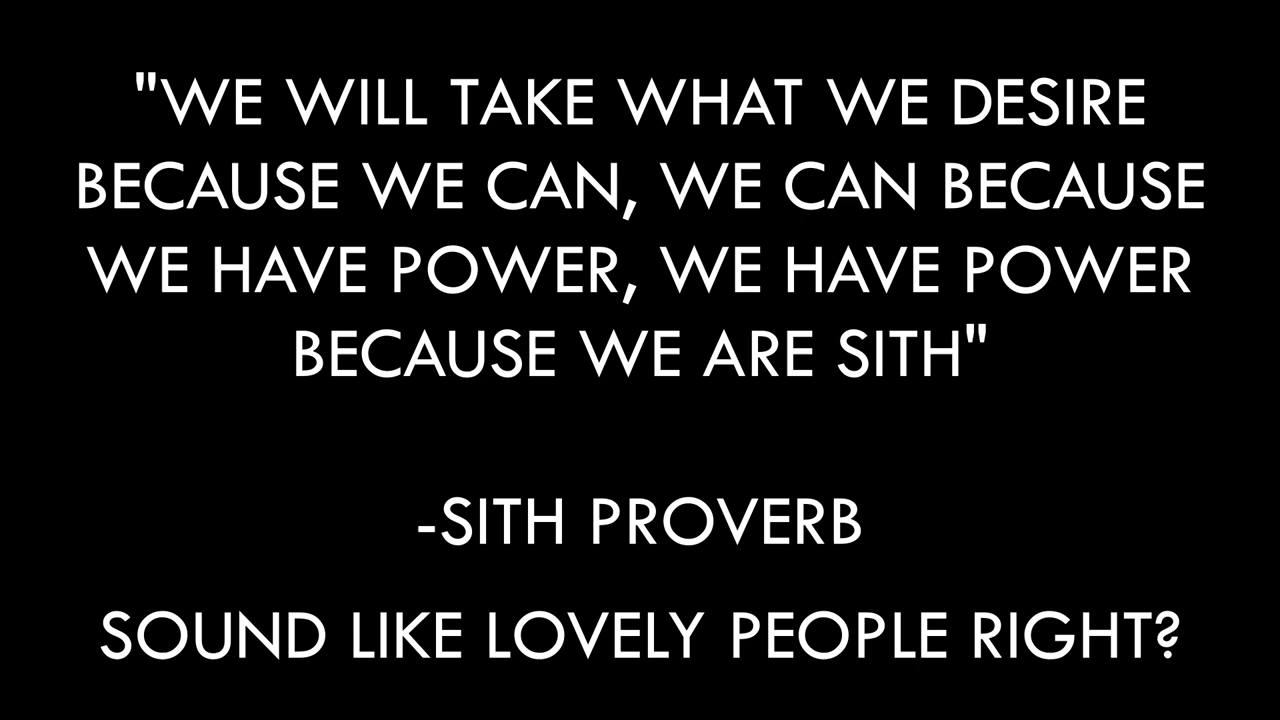 "WE WILL TAKE WHAT WE DESIRE
BECAUSE WE CAN, WE CAN BECAUSE
WE HAVE POWER, WE HAVE POWER
BECAUSE WE ARE SITH"
-SITH PROVERB
SOUND LIKE LOVELY PEOPLE RIGHT?